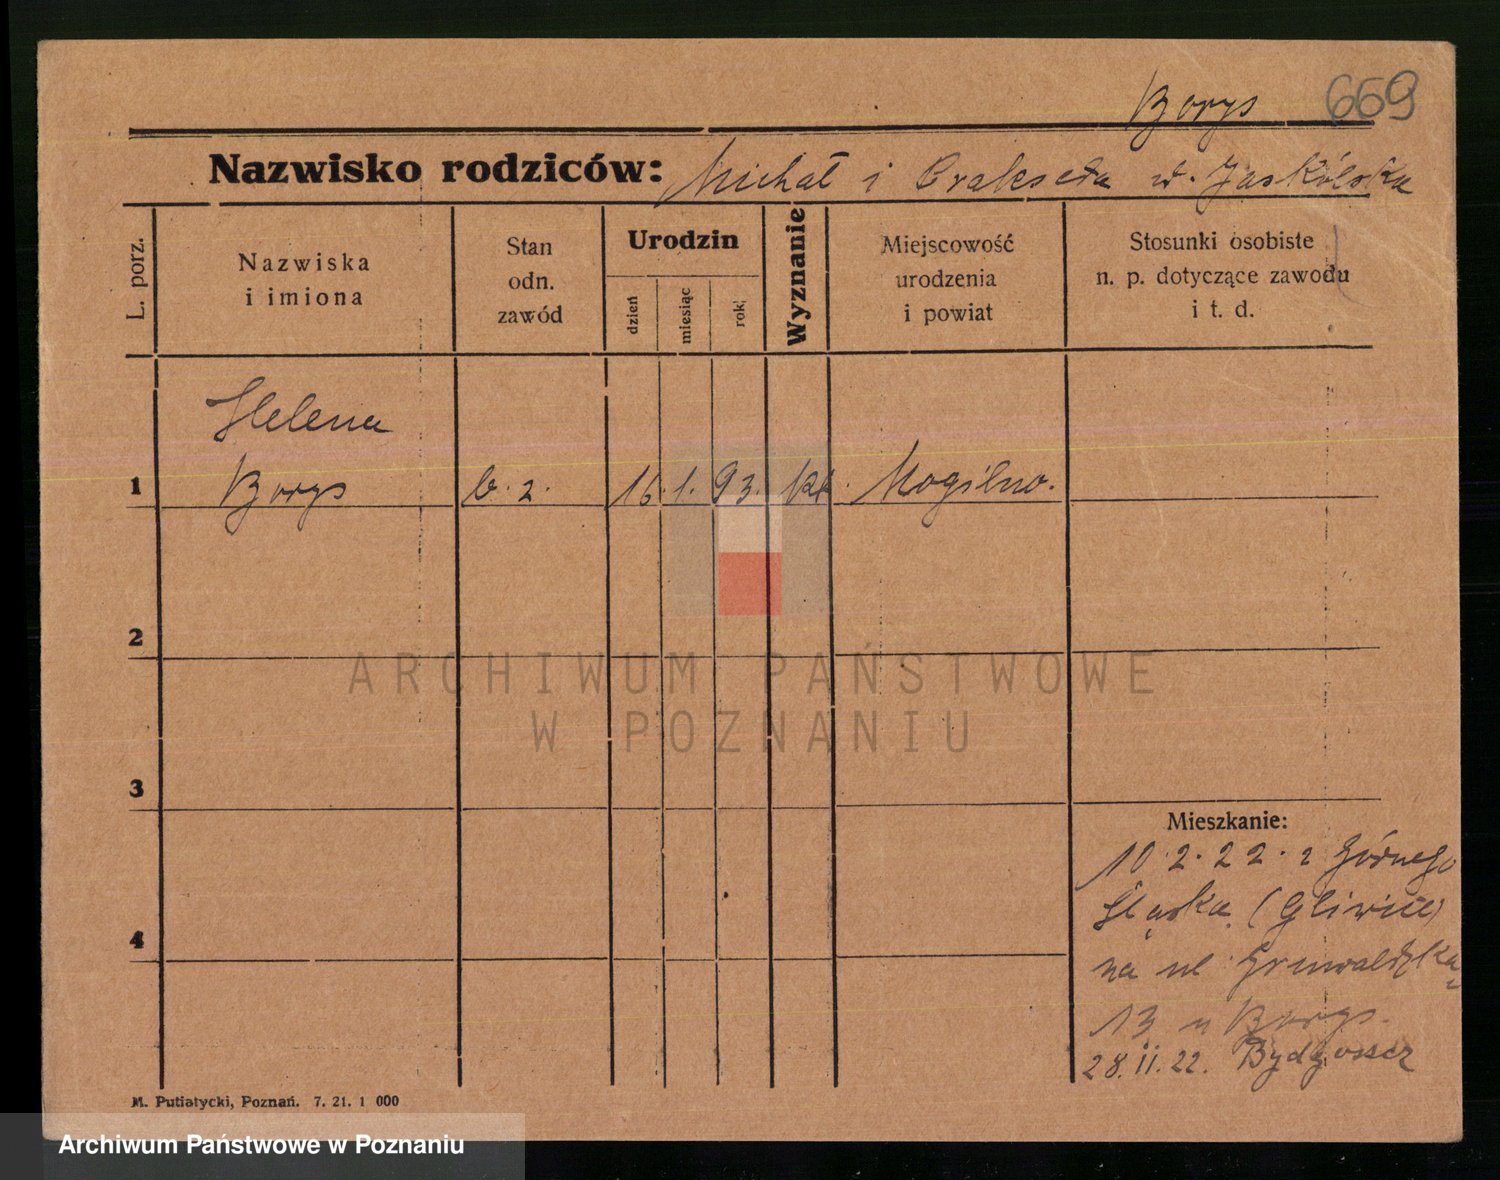 Borys 669
Nazwisko rodziców: Michał i Prakseda d. Jaskólska
L. porz.
Nazwiska
i imiona
Stan
odn.
zawód
Urodzin
dzień
miesiąc
rok
Wyznanie
Miejscowość
urodzenia
i powiat
Stosunki osobiste
n. p. dotyczące zawodu
i t. d.
Helena
1 Borys b. z. 16. 1. 93. kt. Mogilno.
2
3
4
Mieszkanie:
10.2.22. z Górnego
Śląska (Gliwice)
na ul Grunwaldzką
13 u Borys.
28.II.22. Bydgoszcz
M. Putiatycki, Poznań. 7. 21. 1 000
ARCHIWUM PAŃSTWOWE
W POZNANIU
Archiwum Państwowe w Poznaniu